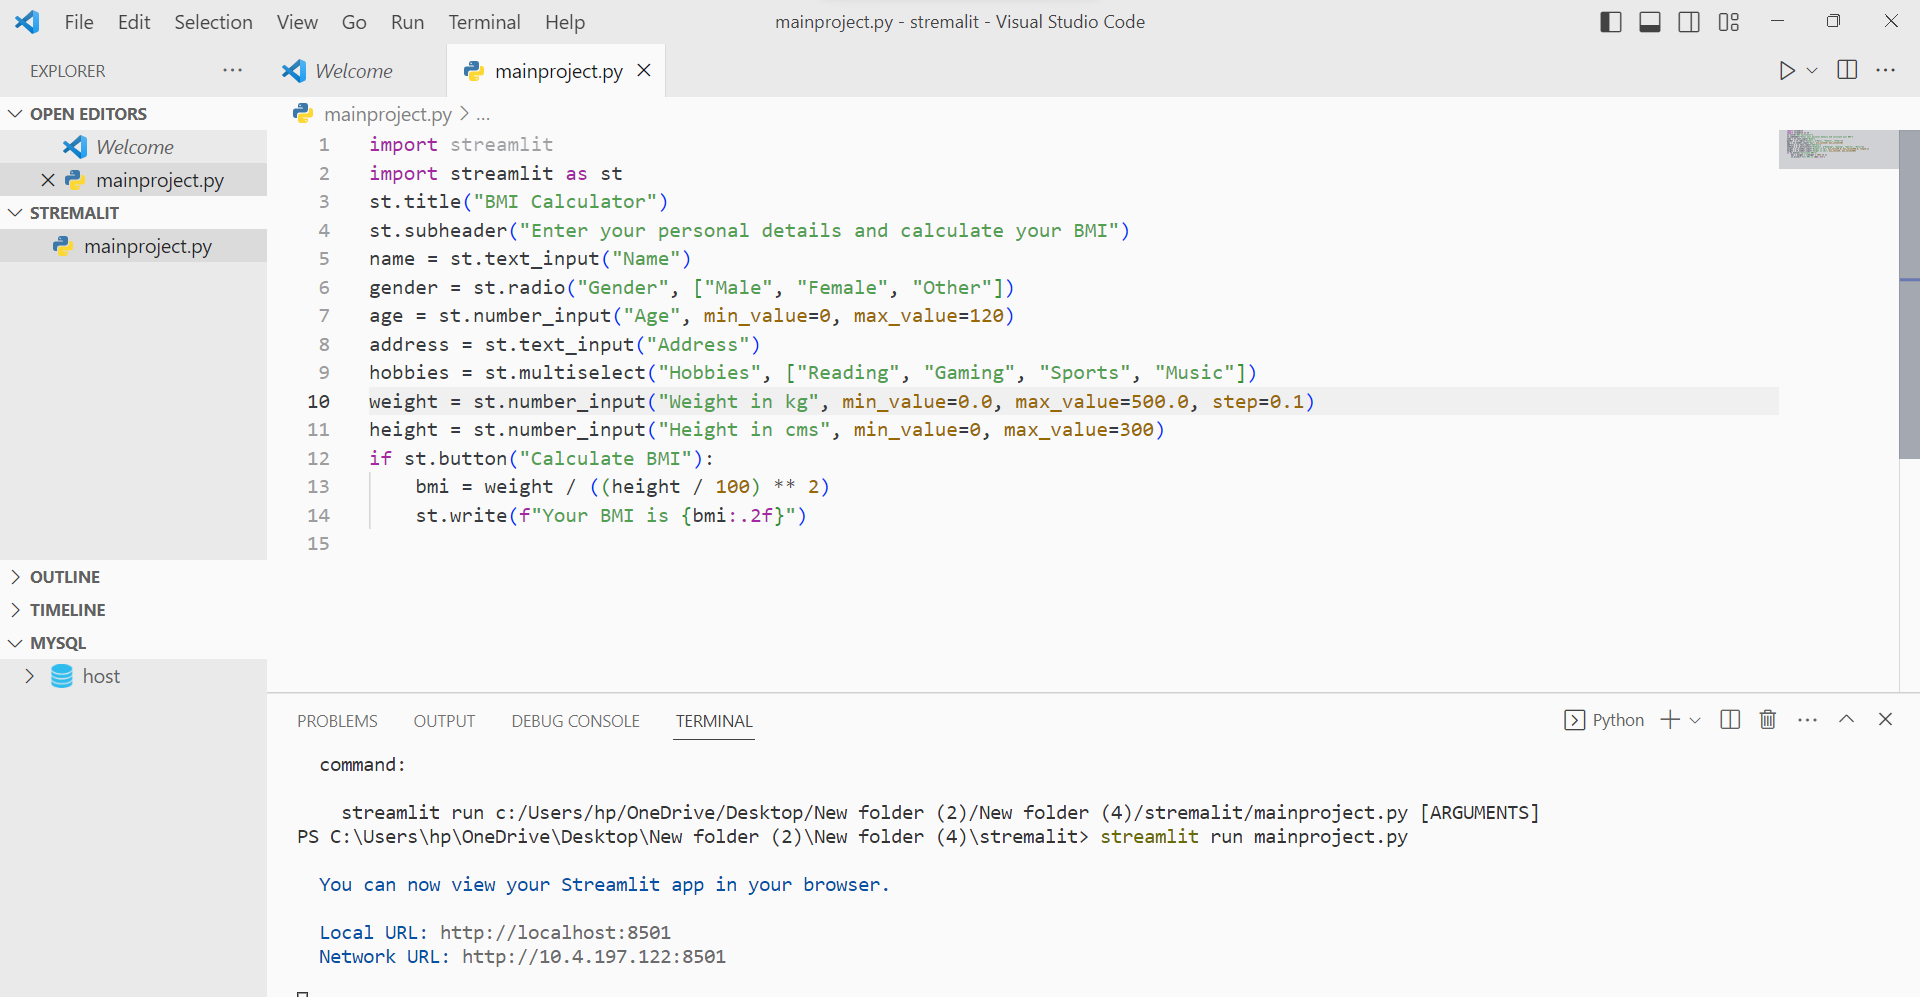 File Edit Selection View Go Run Terminal Help
mainproject.py - stremalit - Visual Studio Code
EXPLORER
Welcome
mainproject.py
OPEN EDITORS
Welcome
mainproject.py
STREMALIT
mainproject.py
OUTLINE
TIMELINE
MYSQL
host
mainproject.py > ...
1 import streamlit
2 import streamlit as st
3 st.title("BMI Calculator")
4 st.subheader("Enter your personal details and calculate your BMI")
5 name = st.text_input("Name")
6 gender = st.radio("Gender", ["Male", "Female", "Other"])
7 age = st.number_input("Age", min_value=0, max_value=120)
8 address = st.text_input("Address")
9 hobbies = st.multiselect("Hobbies", ["Reading", "Gaming", "Sports", "Music"])
10 weight = st.number_input("Weight in kg", min_value=0.0, max_value=500.0, step=0.1)
11 height = st.number_input("Height in cms", min_value=0, max_value=300)
12 if st.button("Calculate BMI"):
13     bmi = weight / ((height / 100) ** 2)
14     st.write(f"Your BMI is {bmi:.2f}")
15
PROBLEMS OUTPUT DEBUG CONSOLE TERMINAL
Python
command:
streamlit run c:/Users/hp/OneDrive/Desktop/New folder (2)/New folder (4)/stremalit/mainproject.py [ARGUMENTS]
PS C:\Users\hp\OneDrive\Desktop\New folder (2)\New folder (4)\stremalit> streamlit run mainproject.py
You can now view your Streamlit app in your browser.
Local URL: http://localhost:8501
Network URL: http://10.4.197.122:8501